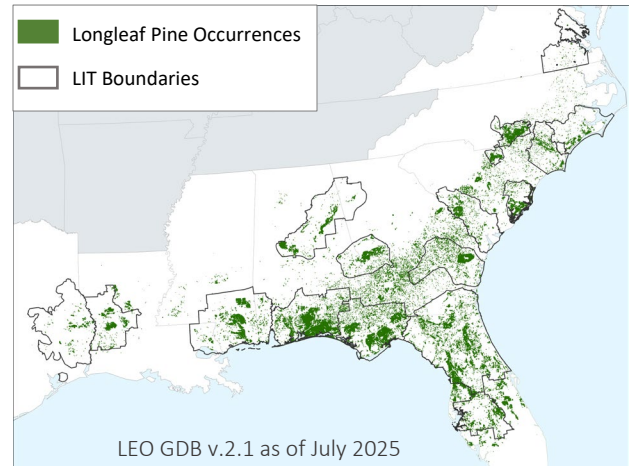 Longleaf Pine Occurrences
LIT Boundaries
LEO GDB v.2.1 as of July 2025